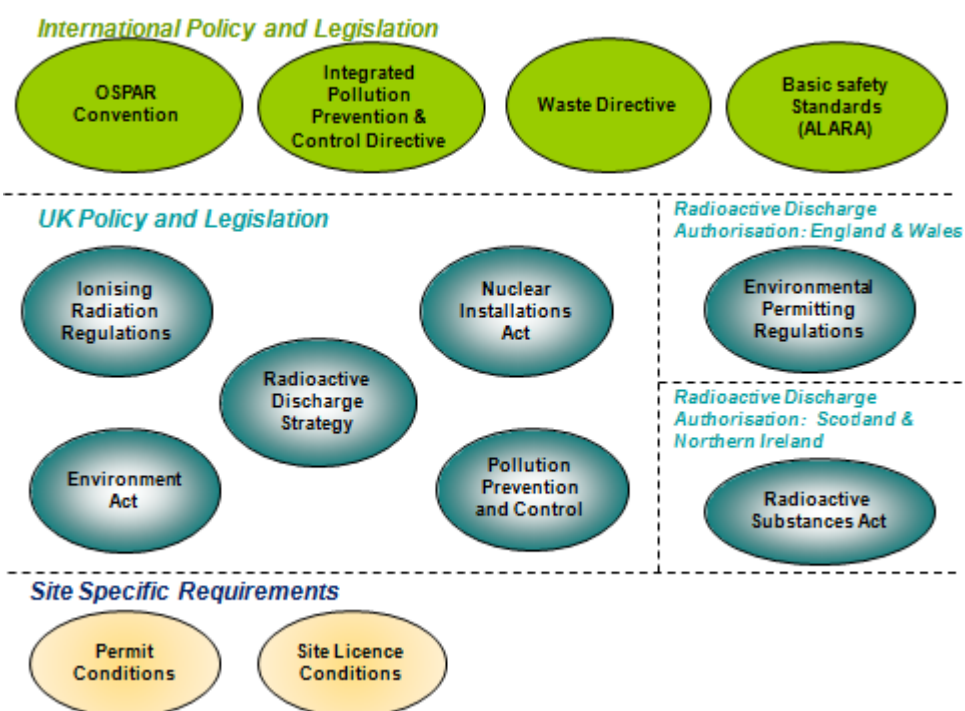 International Policy and Legislation
OSPAR
Convention
Integrated
Pollution
Prevention &
Control Directive
Waste Directive
Basic safety
Standards
(ALARA)
UK Policy and Legislation
Ionising
Radiation
Regulations
Nuclear
Installations
Act
Radioactive
Discharge
Strategy
Environment
Act
Pollution
Prevention
and Control
Radioactive Discharge
Authorisation: England & Wales
Environmental
Permitting
Regulations
Radioactive Discharge
Authorisation: Scotland &
Northern Ireland
Radioactive
Substances Act
Site Specific Requirements
Permit
Conditions
Site Licence
Conditions